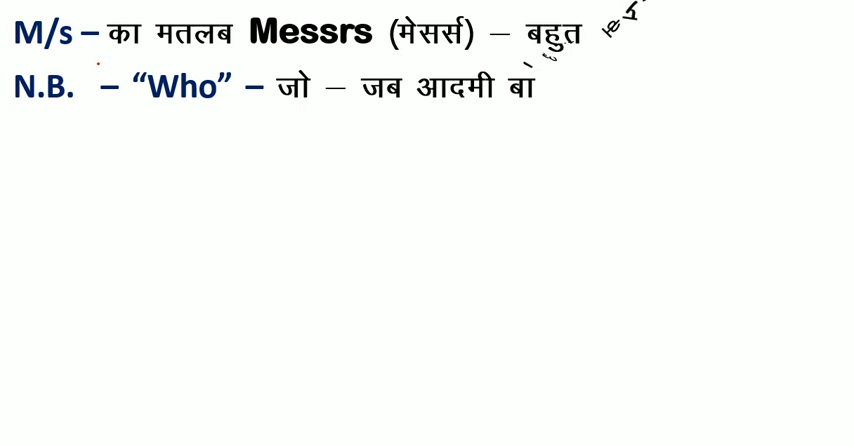 M/s – का मतलब Messrs (मेसर्स) – बहुत
N.B. – “Who” – जो – जब आदमी बा